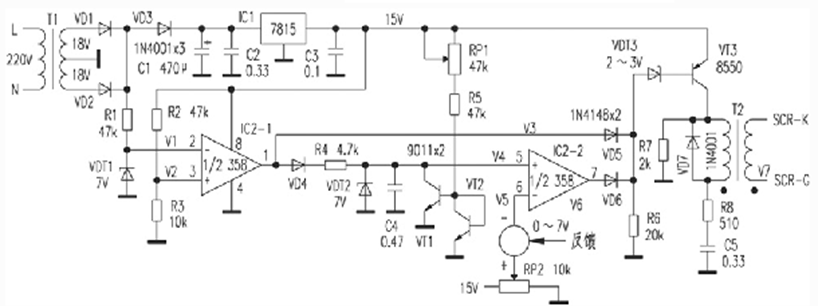 L
N
220V
T1
18V
18V
VD1
VD2
VD3
1N4001x3
C1 470μ
C2
0.33
IC1
7815
C3
0.1
15V
RP1
47k
R5
47k
VDT3
2～3V
VT3
8550
T2
SCR-K
SCR-G
V7
R1
47k
R2 47k
V1
V2
2
3
8
4
1
IC2-1
1/2 358
VDT1
7V
R3
10k
VD4
R4 4.7k
VDT2
7V
C4
0.47
9011x2
VT1
VT2
V3
V4
V5
5
6
7
IC2-2
1/2 358
V6
1N4148x2
VD5
VD6
R6
20k
R7
2k
VD7
1N4001
R8
510
C5
0.33
0～7V
反馈
RP2 10k
15V